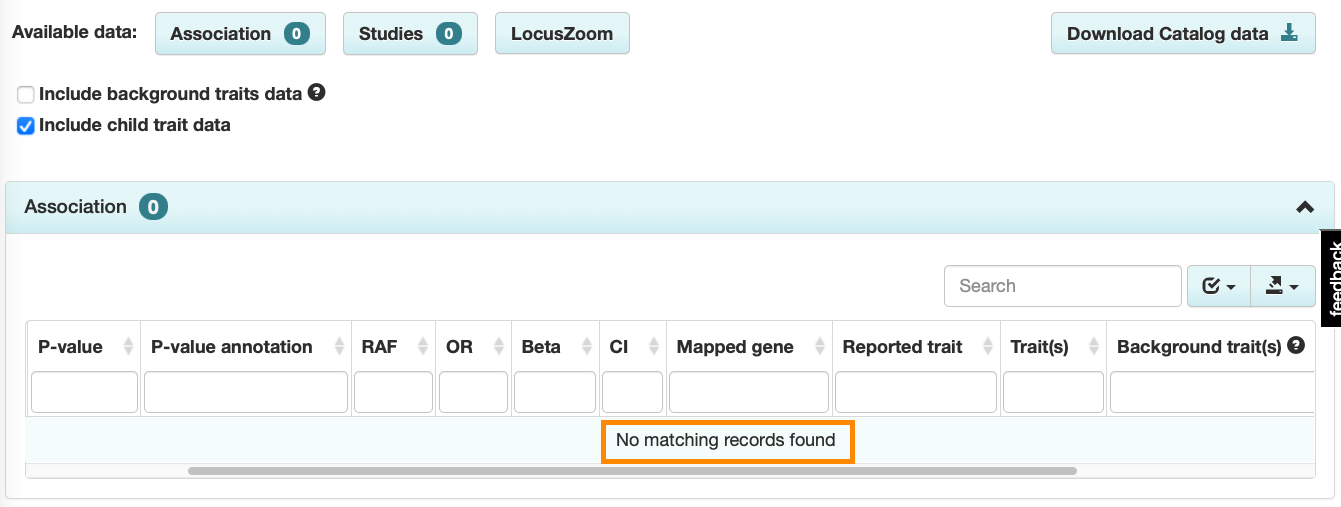 Available data: Association 0 Studies 0 LocusZoom Download Catalog data
Include background traits data ?
Include child trait data
Association 0
feedback
Search
P-value P-value annotation RAF OR Beta CI Mapped gene Reported trait Trait(s) Background trait(s) ?
No matching records found